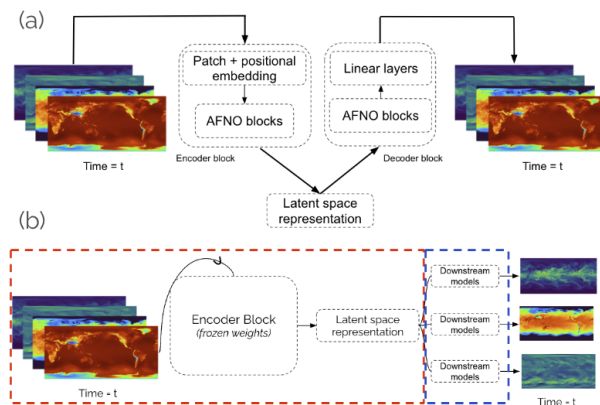 (a)
Patch + positional
embedding
AFNO blocks
Encoder block
Linear layers
AFNO blocks
Decoder block
Time = t
Time = t
Latent space
representation
(b)
Encoder Block
(frozen weights)
Latent space
representation
Downstream
models
Downstream
models
Downstream
models
Time - t
Time - t